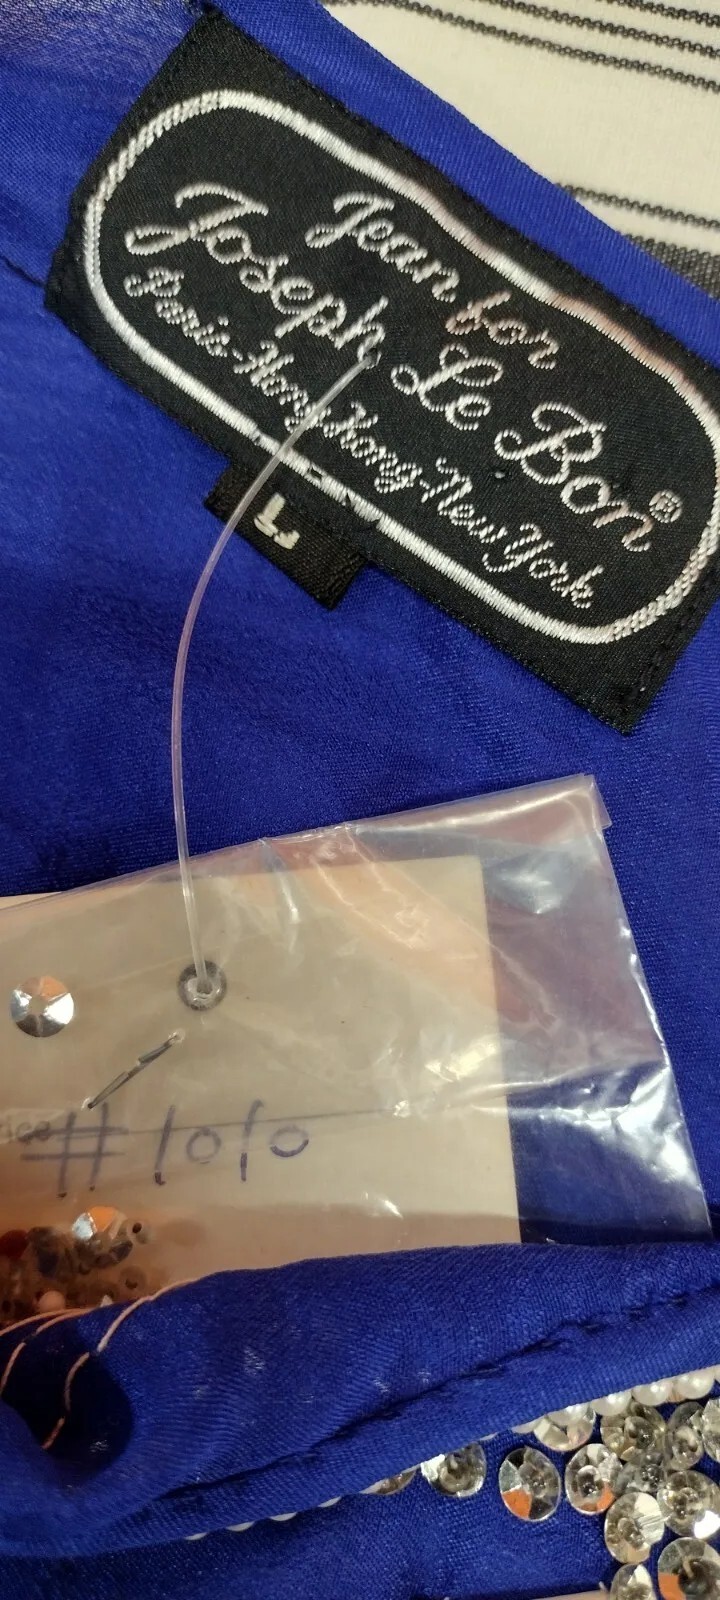 Jean for
Joseph Le Bon®
Paris-Hong Kong-New York
#1010